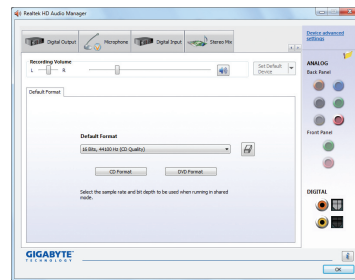 Realtek HD Audio Manager
Digital Output
Microphone
Digital Input
Stereo Mix
Device advanced
settings
Recording Volume
L
R
Set Default
Device
ANALOG
Back Panel
Default Format
Default Format
16 Bits, 44100 Hz (CD Quality)
CD Format
DVD Format
Select the sample rate and bit depth to be used when running in shared
mode.
Front Panel
DIGITAL
GIGABYTE
TECHNOLOGY
i
OK